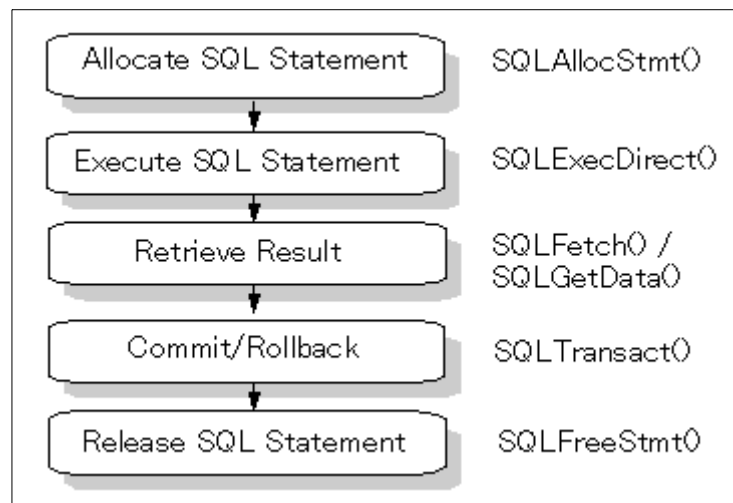 Allocate SQL Statement SQLAllocStmt()
Execute SQL Statement SQLExecDirect()
Retrieve Result SQLFetch() /
SQLGetData()
Commit/Rollback SQLTransact()
Release SQL Statement SQLFreeStmt()